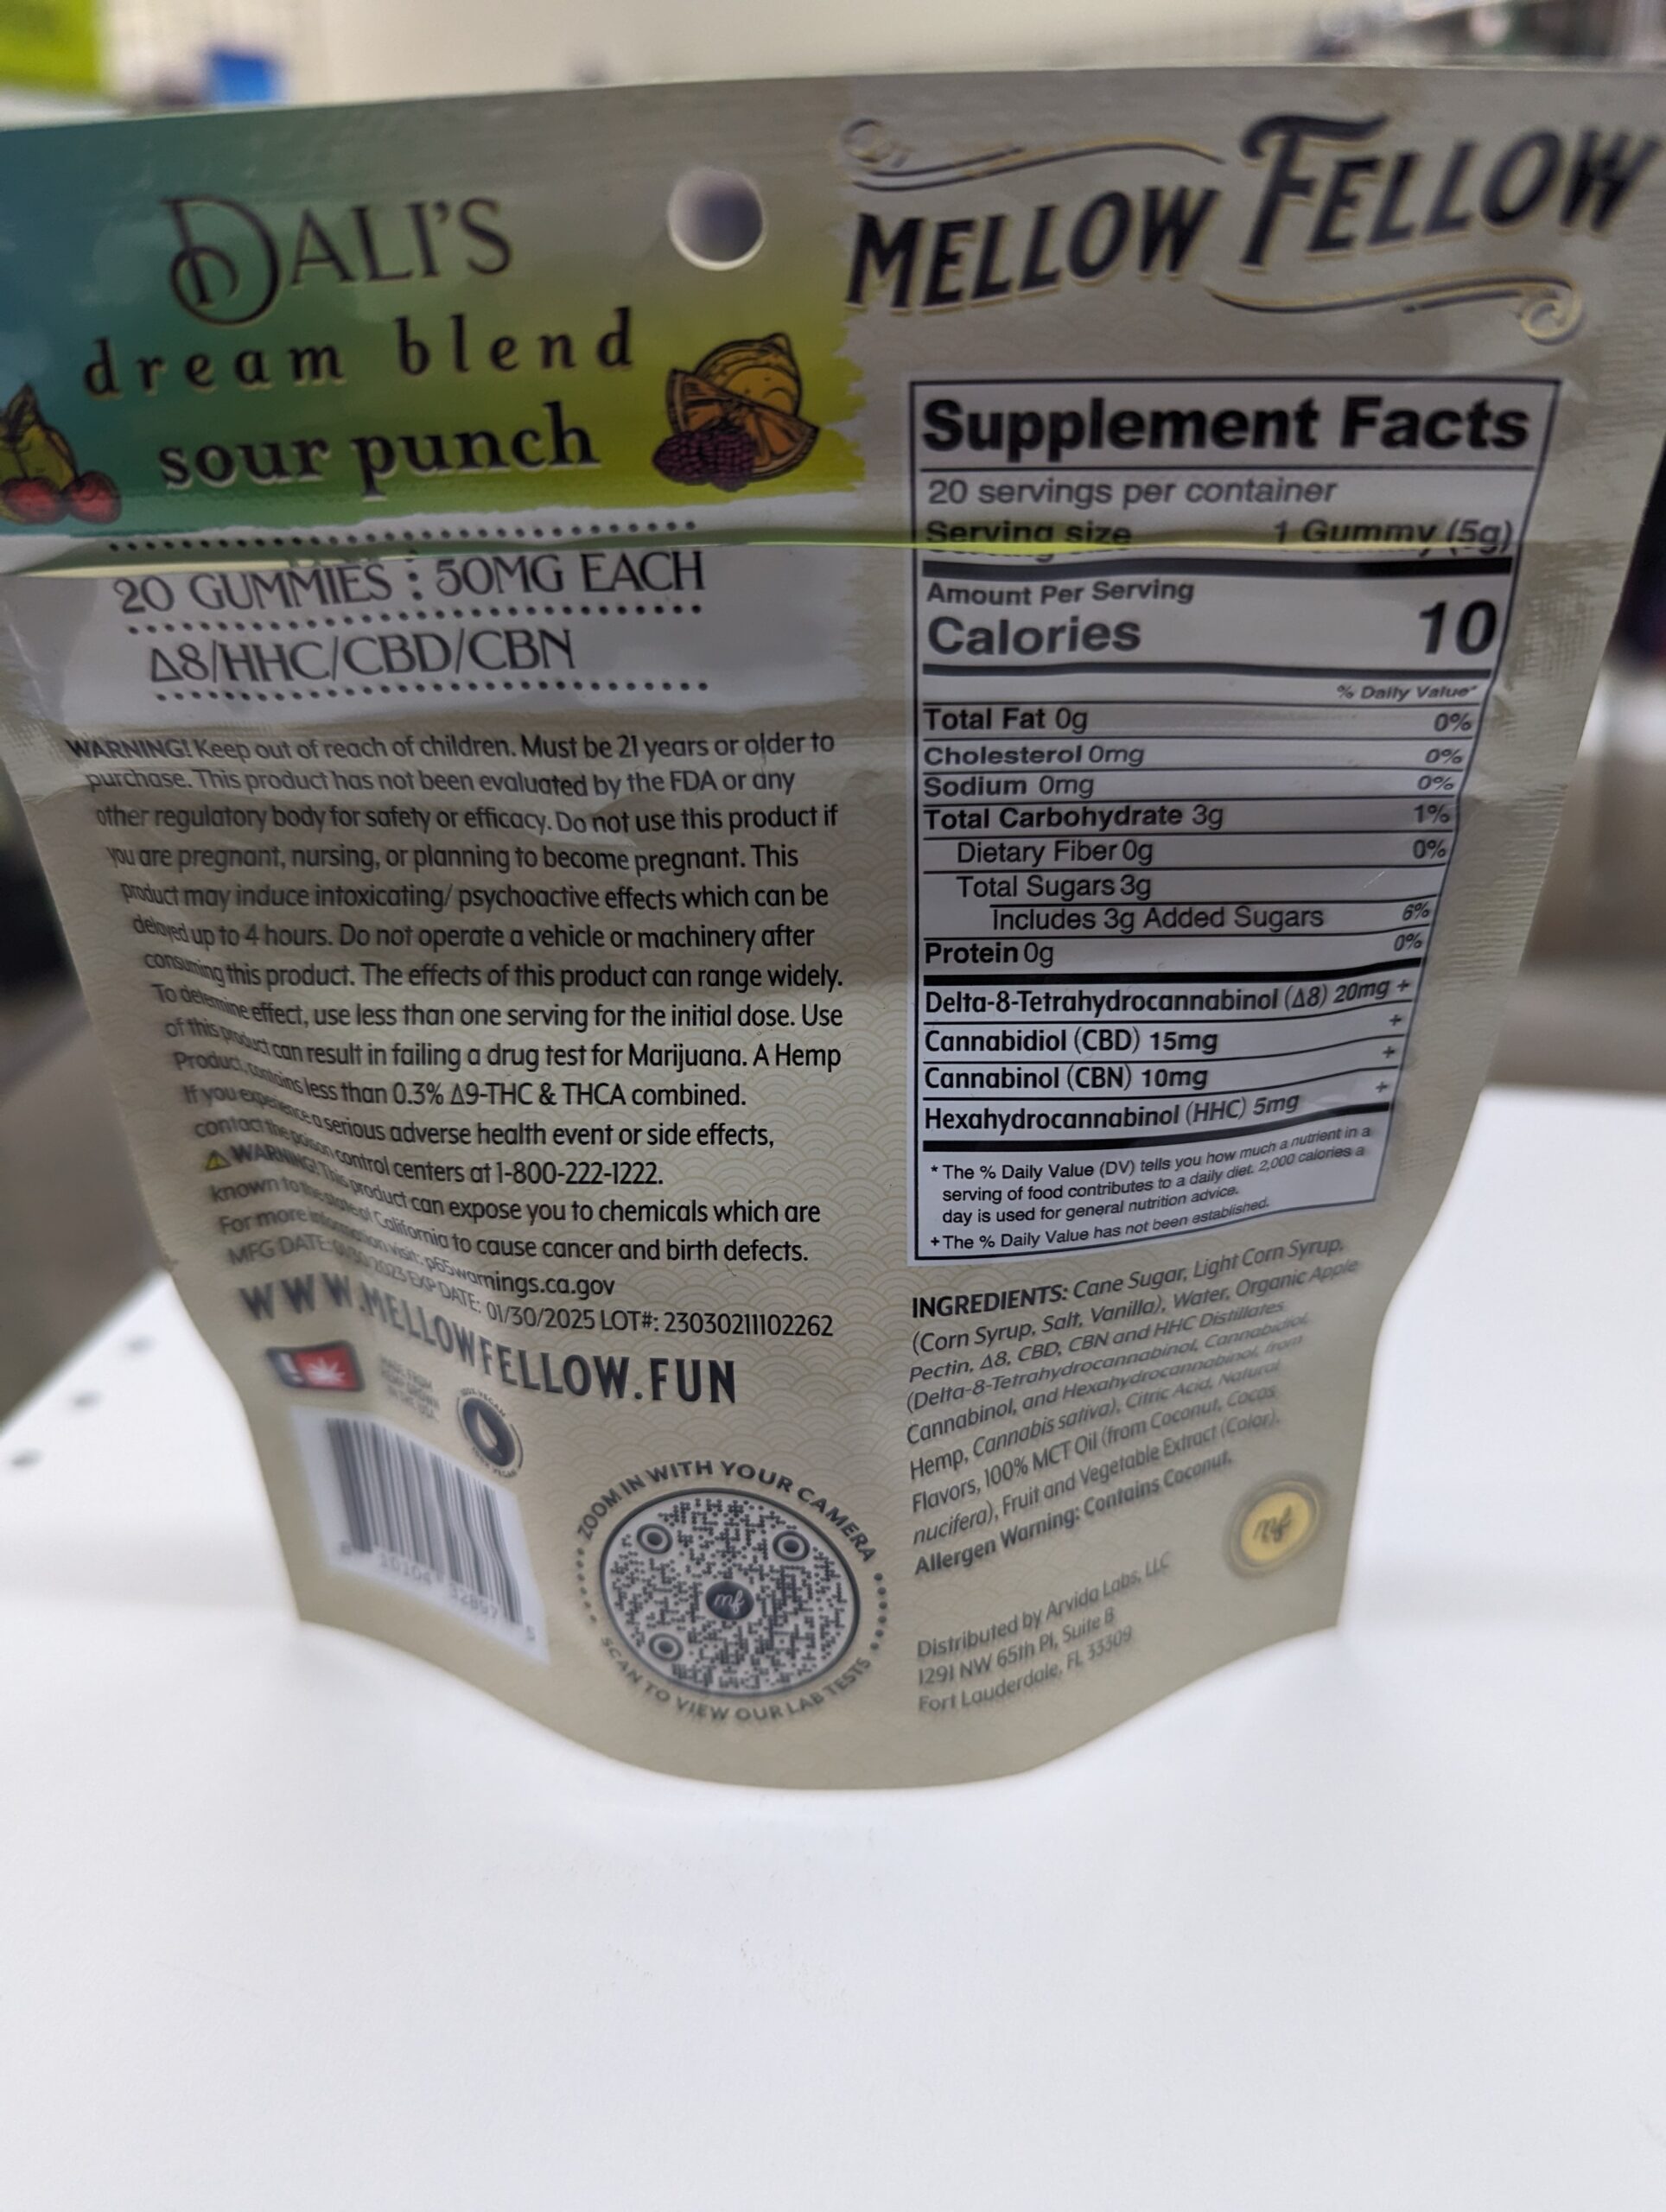 DALI'S
dream blend
sour punch
20 GUMMIES : 50MG EACH
Δ8/HHC/CBD/CBN
WARNING! Keep out of reach of children. Must be 21 years or older to
purchase. This product has not been evaluated by the FDA or any
other regulatory body for safety or efficacy. Do not use this product if
you are pregnant, nursing, or planning to become pregnant. This
product may induce intoxicating/ psychoactive effects which can be
delayed up to 4 hours. Do not operate a vehicle or machinery after
consuming this product. The effects of this product can range widely.
To determine effect, use less than one serving for the initial dose. Use
of this product can result in failing a drug test for Marijuana. A Hemp
Product, contains less than 0.3% Δ9-THC & THCA combined.
If you experience a serious adverse health event or side effects,
contact the poison control centers at 1-800-222-1222.
WARNING! This product can expose you to chemicals which are
known to the state of California to cause cancer and birth defects.
For more information visit: p65warnings.ca.gov
MFG DATE: 01/30/2023 EXP DATE: 01/30/2025 LOT#: 23030211102262
WWW.MELLOWFELLOW.FUN
MADE FROM
HEMP GROWN
IN THE USA
ZOOM IN WITH YOUR CAMERA
mf
SCAN TO VIEW OUR LAB TESTS
MELLOW FELLOW
Supplement Facts
20 servings per container
Serving size 1 Gummy (5g)
Amount Per Serving
Calories 10
% Daily Value*
Total Fat 0g 0%
Cholesterol 0mg 0%
Sodium 0mg 0%
Total Carbohydrate 3g 1%
Dietary Fiber 0g 0%
Total Sugars 3g
Includes 3g Added Sugars 6%
Protein 0g 0%
Delta-8-Tetrahydrocannabinol (Δ8) 20mg +
Cannabidiol (CBD) 15mg +
Cannabinol (CBN) 10mg +
Hexahydrocannabinol (HHC) 5mg +
* The % Daily Value (DV) tells you how much a nutrient in a
serving of food contributes to a daily diet. 2,000 calories a
day is used for general nutrition advice.
+ The % Daily Value has not been established.
INGREDIENTS: Cane Sugar, Light Corn Syrup,
(Corn Syrup, Salt, Vanilla), Water, Organic Apple
Pectin, Δ8, CBD, CBN and HHC Distillates
(Delta-8-Tetrahydrocannabinol, Cannabidiol,
Cannabinol, and Hexahydrocannabinol, from
Hemp, Cannabis sativa), Citric Acid, Natural
Flavors, 100% MCT Oil (from Coconut, Cocos
nucifera), Fruit and Vegetable Extract (Color).
Allergen Warning: Contains Coconut.
mf
Distributed by Arvida Labs, LLC
1291 NW 65th Pl, Suite B
Fort Lauderdale, FL 33309